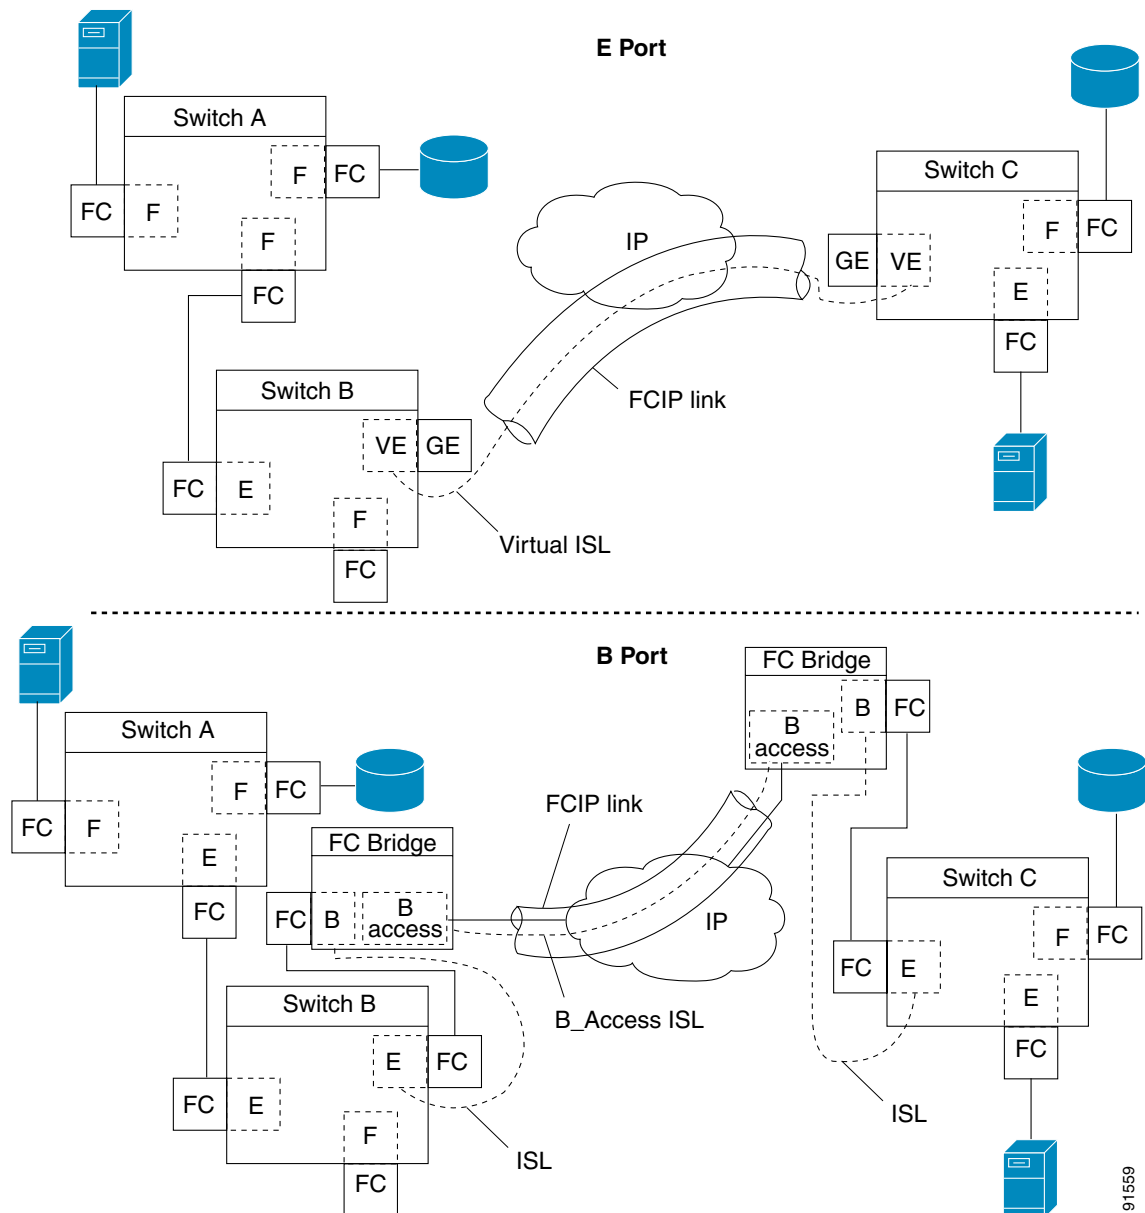 E Port
Switch A
F
FC
FC
F
F
FC
Switch C
F
FC
IP
GE
VE
E
FC
FCIP link
Switch B
VE
GE
FC
E
F
FC
Virtual ISL
B Port
FC Bridge
B
FC
B
access
Switch A
F
FC
FC
F
E
FC
FCIP link
FC Bridge
FC
B
B
access
IP
Switch C
F
FC
FC
E
E
FC
B_Access ISL
Switch B
E
FC
FC
E
F
FC
ISL
ISL
91559